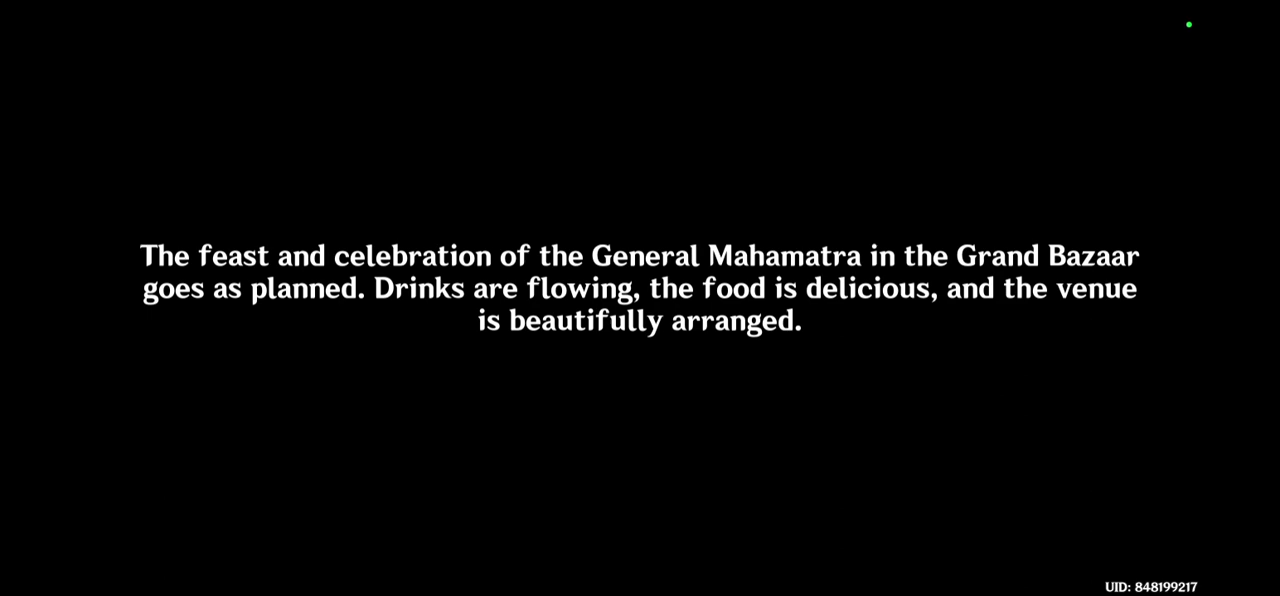 The feast and celebration of the General Mahamatra in the Grand Bazaar
goes as planned. Drinks are flowing, the food is delicious, and the venue
is beautifully arranged.
UID: 848199217